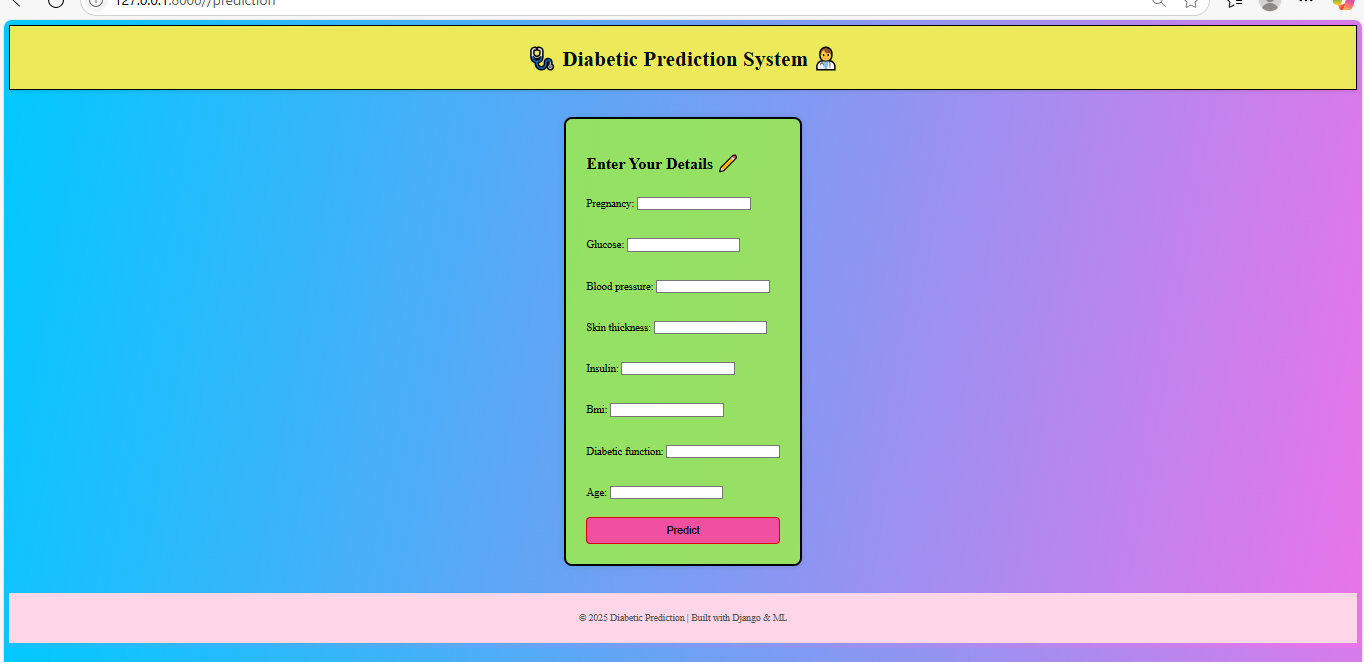 127.0.0.1:8000//prediction
🩺 Diabetic Prediction System 👨‍⚕️
Enter Your Details ✏️
Pregnancy:
Glucose:
Blood pressure:
Skin thickness:
Insulin:
Bmi:
Diabetic function:
Age:
Predict
© 2025 Diabetic Prediction | Built with Django & ML